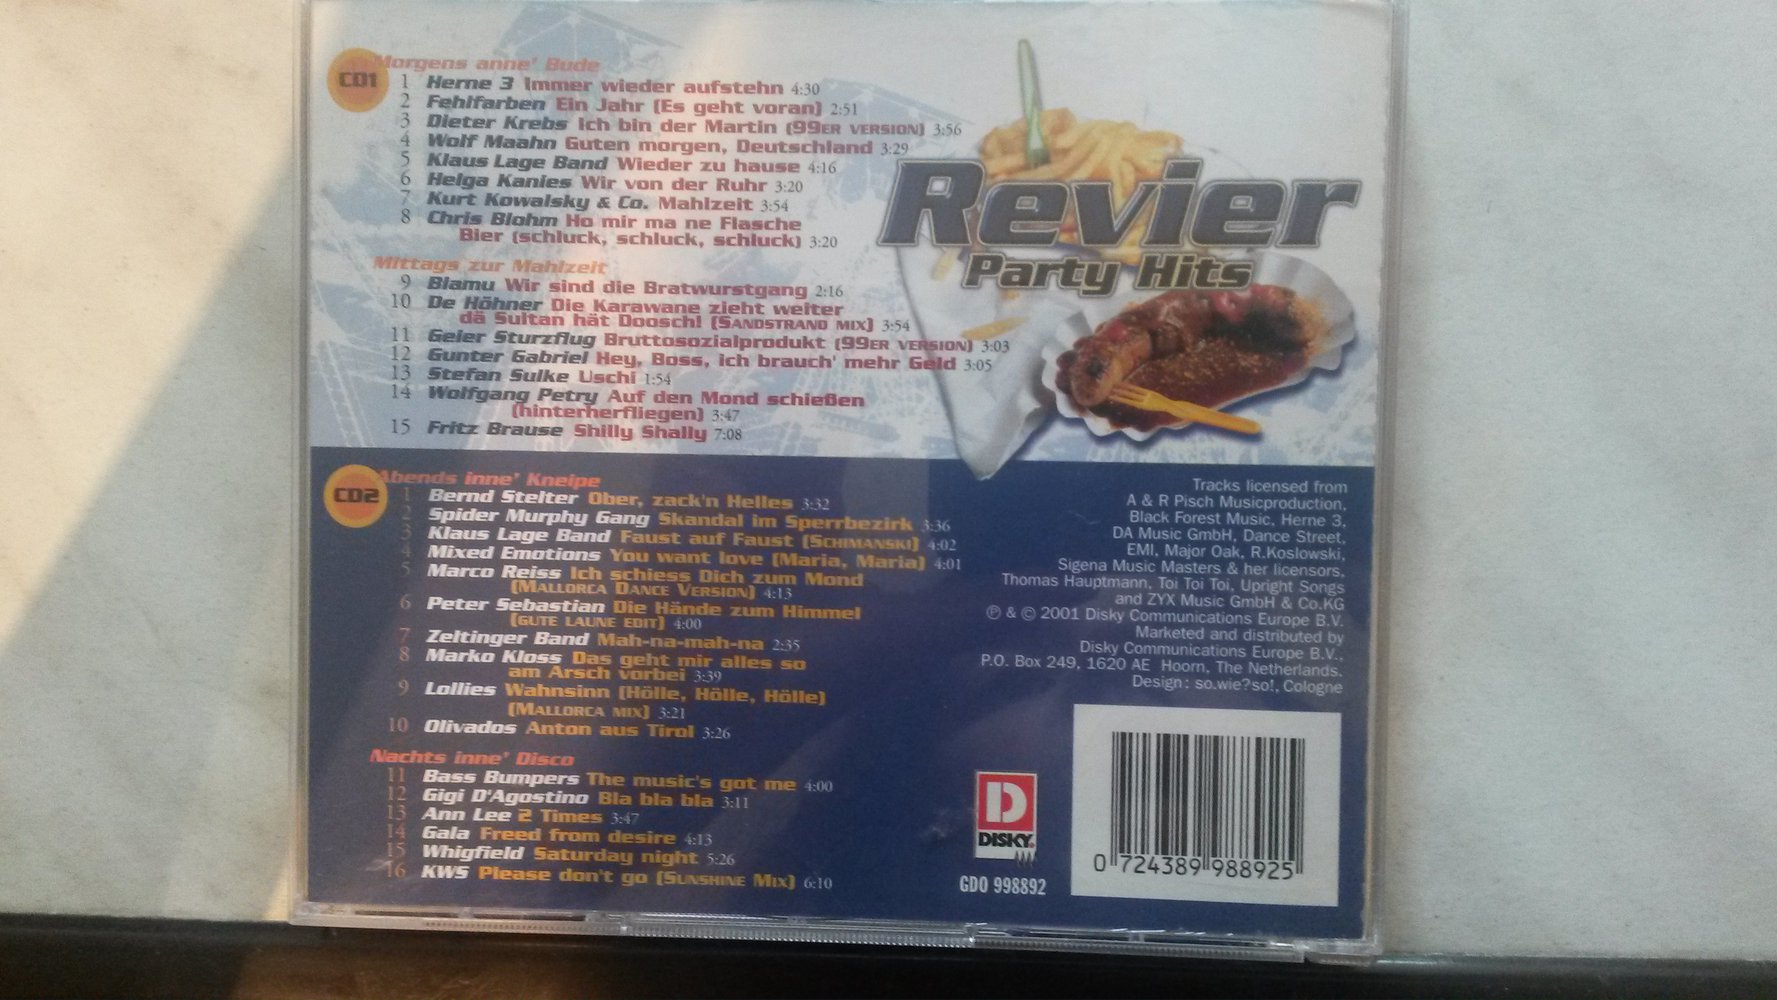 CD1
Morgens anne' Bude
1 Herne 3 Immer wieder aufstehn 4:30
2 Fehlfarben Ein Jahr (Es geht voran) 2:51
3 Dieter Krebs Ich bin der Martin (99ER VERSION) 3:56
4 Wolf Maahn Guten morgen, Deutschland 3:29
5 Klaus Lage Band Wieder zu hause 4:16
6 Helga Kanies Wir von der Ruhr 3:20
7 Kurt Kowalsky & Co. Mahlzeit 3:54
8 Chris Blohm Ho mir ma ne Flasche
Bier (schluck, schluck, schluck) 3:20
Mittags zur Mahlzeit
9 Blamu Wir sind die Bratwurstgang 2:16
10 De Höhner Die Karawane zieht weiter
dä Sultan hät Doosch! (SANDSTRAND MIX) 3:54
11 Geier Sturzflug Bruttosozialprodukt (99ER VERSION) 3:03
12 Gunter Gabriel Hey, Boss, ich brauch' mehr Geld 3:05
13 Stefan Sulke Uschi 1:54
14 Wolfgang Petry Auf den Mond schießen
(hinterherfliegen) 3:47
15 Fritz Brause Shilly Shally 7:08
Revier
Party Hits
CD2
Abends inne' Kneipe
1 Bernd Stelter Ober, zack'n Helles 3:32
2 Spider Murphy Gang Skandal im Sperrbezirk 3:36
3 Klaus Lage Band Faust auf Faust (SCHIMANSKI) 4:02
4 Mixed Emotions You want love (Maria, Maria) 4:01
5 Marco Reiss Ich schiess Dich zum Mond
(MALLORCA DANCE VERSION) 4:13
6 Peter Sebastian Die Hände zum Himmel
(GUTE LAUNE EDIT) 4:00
7 Zeltinger Band Mah-na-mah-na 2:35
8 Marko Kloss Das geht mir alles so
am Arsch vorbei 3:39
9 Lollies Wahnsinn (Hölle, Hölle, Hölle)
(MALLORCA MIX) 3:21
10 Olivados Anton aus Tirol 3:26
Nachts inne' Disco
11 Bass Bumpers The music's got me 4:00
12 Gigi D'Agostino Bla bla bla 3:11
13 Ann Lee 2 Times 3:47
14 Gala Freed from desire 4:13
15 Whigfield Saturday night 5:26
16 KWS Please don't go (SUNSHINE MIX) 6:10
Tracks licensed from
A & R Pisch Musicproduction,
Black Forest Music, Herne 3,
DA Music GmbH, Dance Street,
EMI, Major Oak, R.Koslowski,
Sigena Music Masters & her licensors,
Thomas Hauptmann, Toi Toi Toi, Upright Songs
and ZYX Music GmbH & Co.KG
℗ & © 2001 Disky Communications Europe B.V.
Marketed and distributed by
Disky Communications Europe B.V.,
P.O. Box 249, 1620 AE Hoorn, The Netherlands.
Design: so.wie?so!, Cologne
D
DISKY.
GDO 998892
0 724389 988925